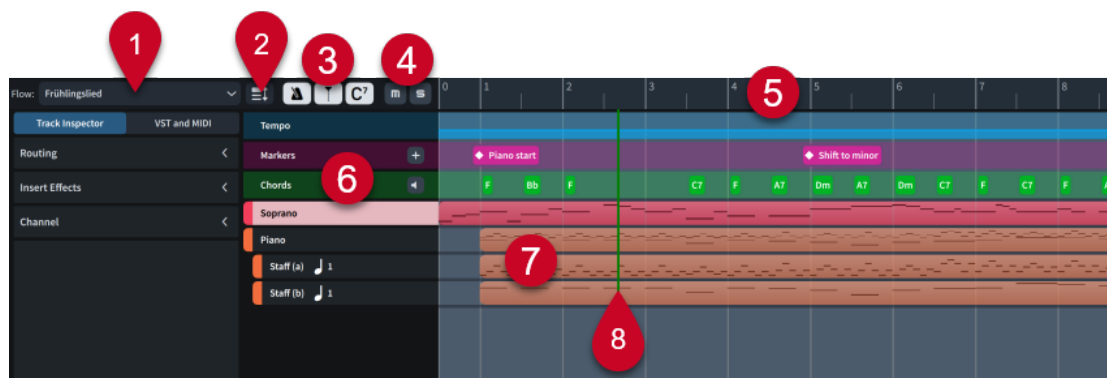 1 2 3 4
Flow: Frühlingslied C7 m s 0 1 2 3 4 5 5 6 7 8
Track Inspector VST and MIDI Tempo
Routing Markers + Piano start Shift to minor
Insert Effects Chords 6 F Bb F C7 F A7 Dm A7 Dm C7 F C7 F
Channel Soprano
Piano
Staff (a) 1 7
Staff (b) 1
8